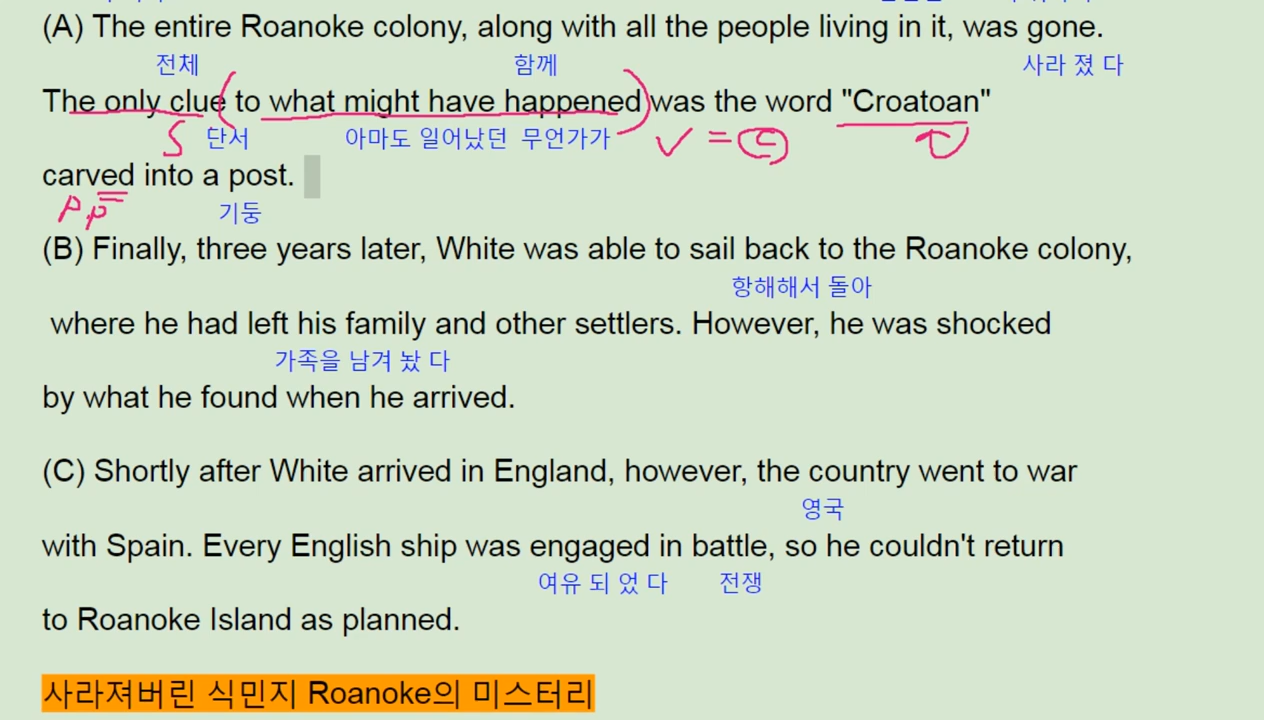 (A) The entire Roanoke colony, along with all the people living in it, was gone.
전체 함께 사라 졌 다
The only clue to what might have happened was the word "Croatoan"
S 단서 아마도 일어났던 무언가가 V = C
carved into a post.
p.p 기둥
(B) Finally, three years later, White was able to sail back to the Roanoke colony,
항해해서 돌아
where he had left his family and other settlers. However, he was shocked
가족을 남겨 놨 다
by what he found when he arrived.
(C) Shortly after White arrived in England, however, the country went to war
영국
with Spain. Every English ship was engaged in battle, so he couldn't return
여유 되 었 다 전쟁
to Roanoke Island as planned.
사라져버린 식민지 Roanoke의 미스터리